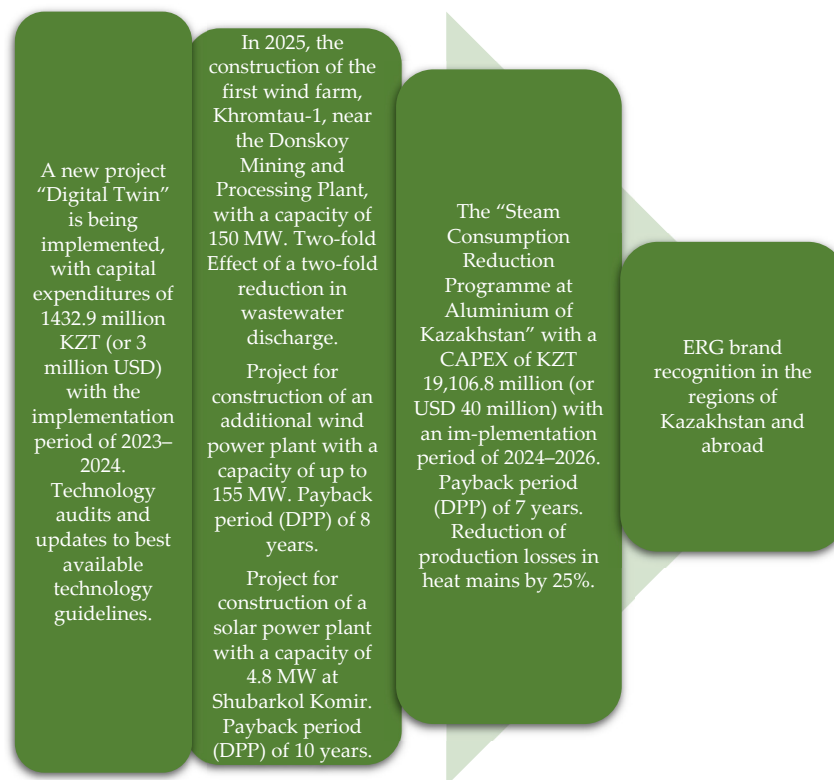 A new project
“Digital Twin”
is being
implemented,
with capital
expenditures of
1432.9 million
KZT (or 3
million USD)
with the
implementation
period of 2023–
2024.
Technology
audits and
updates to best
available
technology
guidelines.
In 2025, the
construction of the
first wind farm,
Khromtau-1, near
the Donskoy
Mining and
Processing Plant,
with a capacity of
150 MW. Two-fold
Effect of a two-fold
reduction in
wastewater
discharge.
Project for
construction of an
additional wind
power plant with a
capacity of up to
155 MW. Payback
period (DPP) of 8
years.
Project for
construction of a
solar power plant
with a capacity of
4.8 MW at
Shubarkol Komir.
Payback period
(DPP) of 10 years.
The “Steam
Consumption
Reduction
Programme at
Aluminium of
Kazakhstan” with a
CAPEX of KZT
19,106.8 million (or
USD 40 million) with
an im-plementation
period of 2024–2026.
Payback period
(DPP) of 7 years.
Reduction of
production losses in
heat mains by 25%.
ERG brand
recognition in the
regions of
Kazakhstan and
abroad